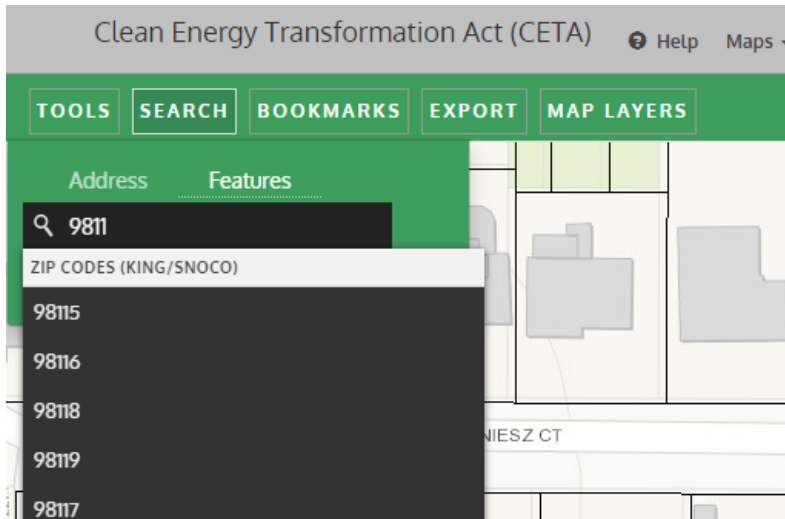 Clean Energy Transformation Act (CETA) Help Maps
TOOLS SEARCH BOOKMARKS EXPORT MAP LAYERS
Address Features
9811
ZIP CODES (KING/SNOCO)
98115
98116
98118
98119
NIESZ CT
98117